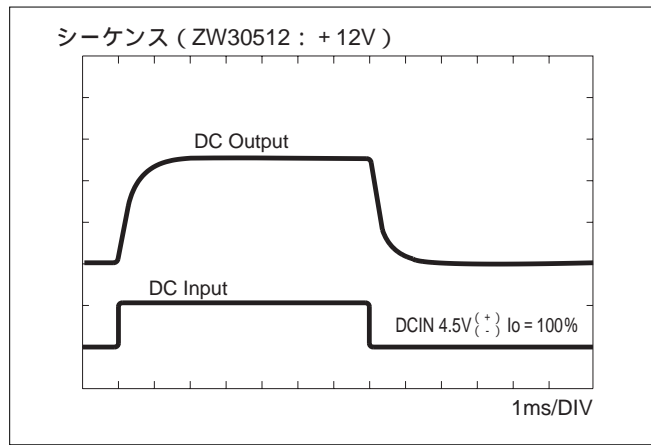 シーケンス（ZW30512：+12V）
DC Output
DC Input
DCIN 4.5V(+)(-) Io=100%
1ms/DIV